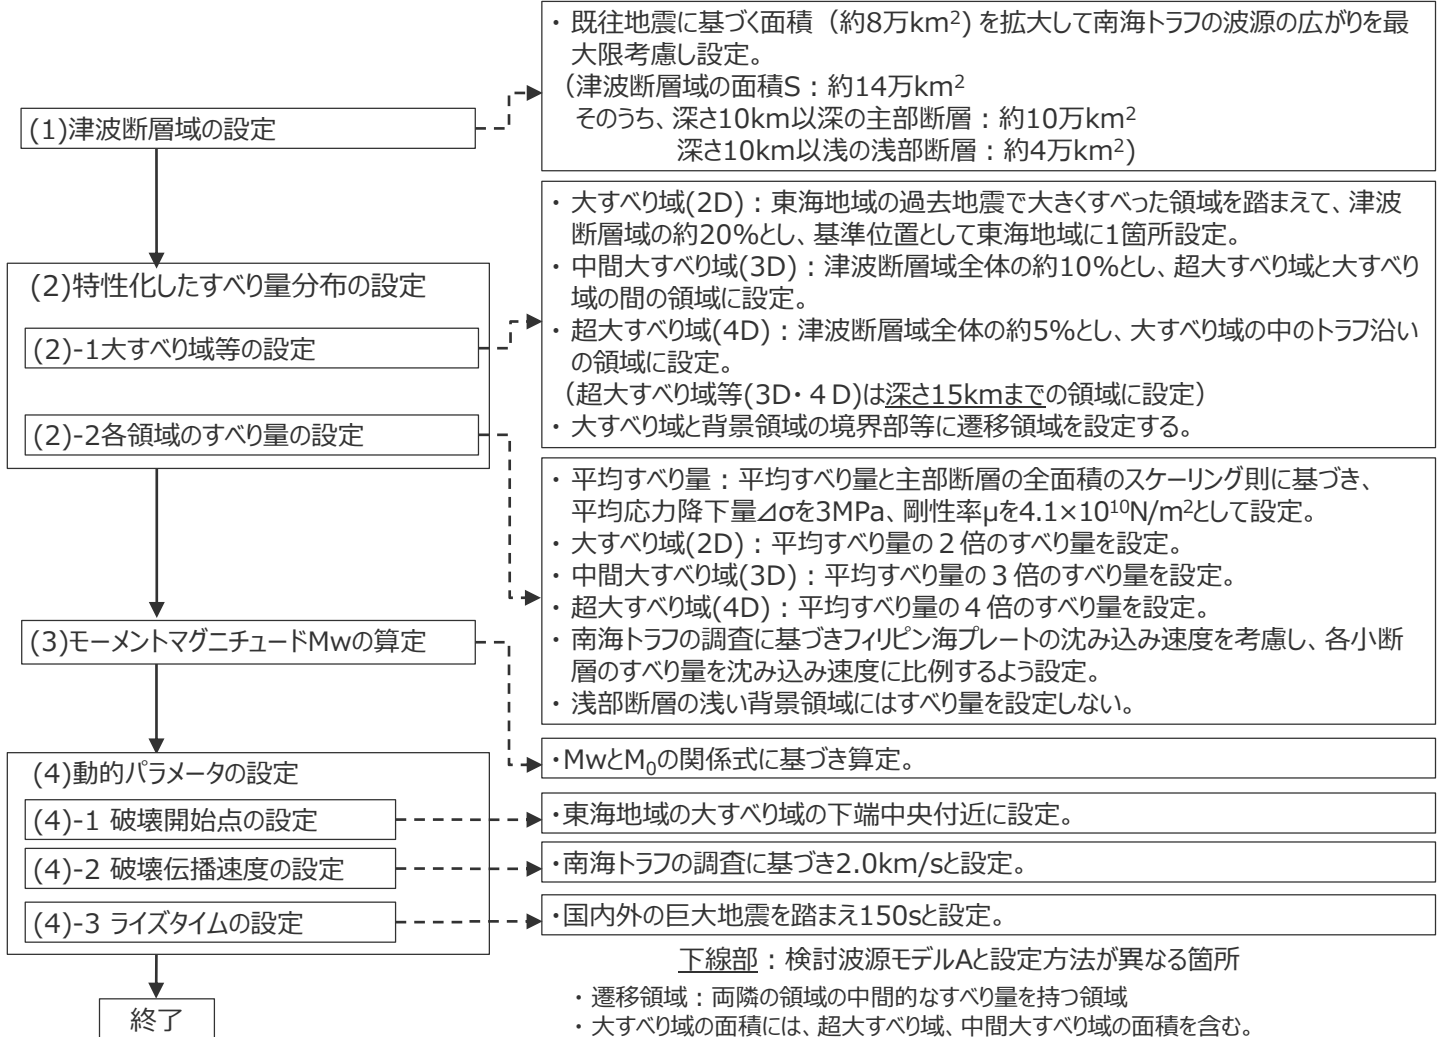 (1)津波断層域の設定
・ 既往地震に基づく面積（約8万km²) を拡大して南海トラフの波源の広がりを最
大限考慮し設定。
（津波断層域の面積S：約14万km²
そのうち、深さ10km以深の主部断層：約10万km²
深さ10km以浅の浅部断層：約4万km²)
(2)特性化したすべり量分布の設定
(2)-1大すべり域等の設定
・ 大すべり域(2D)：東海地域の過去地震で大きくすべった領域を踏まえて、津波
断層域の約20%とし、基準位置として東海地域に1箇所設定。
・ 中間大すべり域(3D)：津波断層域全体の約10%とし、超大すべり域と大すべり
域の間の領域に設定。
・ 超大すべり域(4D)：津波断層域全体の約5%とし、大すべり域の中のトラフ沿い
の領域に設定。
（超大すべり域等(3D・４D)は深さ15kmまでの領域に設定）
・ 大すべり域と背景領域の境界部等に遷移領域を設定する。
(2)-2各領域のすべり量の設定
・ 平均すべり量：平均すべり量と主部断層の全面積のスケーリング則に基づき、
平均応力降下量⊿σを3MPa、剛性率μを4.1×10¹⁰N/m²として設定。
・ 大すべり域(2D)：平均すべり量の２倍のすべり量を設定。
・ 中間大すべり域(3D)：平均すべり量の３倍のすべり量を設定。
・ 超大すべり域(4D)：平均すべり量の４倍のすべり量を設定。
・ 南海トラフの調査に基づきフィリピン海プレートの沈み込み速度を考慮し、各小断
層のすべり量を沈み込み速度に比例するよう設定。
・ 浅部断層の浅い背景領域にはすべり量を設定しない。
(3)モーメントマグニチュードMwの算定
・MwとM₀の関係式に基づき算定。
(4)動的パラメータの設定
(4)-1 破壊開始点の設定
・東海地域の大すべり域の下端中央付近に設定。
(4)-2 破壊伝播速度の設定
・南海トラフの調査に基づき2.0km/sと設定。
(4)-3 ライズタイムの設定
・国内外の巨大地震を踏まえ150sと設定。
終了
下線部：検討波源モデルAと設定方法が異なる箇所
・ 遷移領域：両隣の領域の中間的なすべり量を持つ領域
・ 大すべり域の面積には、超大すべり域、中間大すべり域の面積を含む。